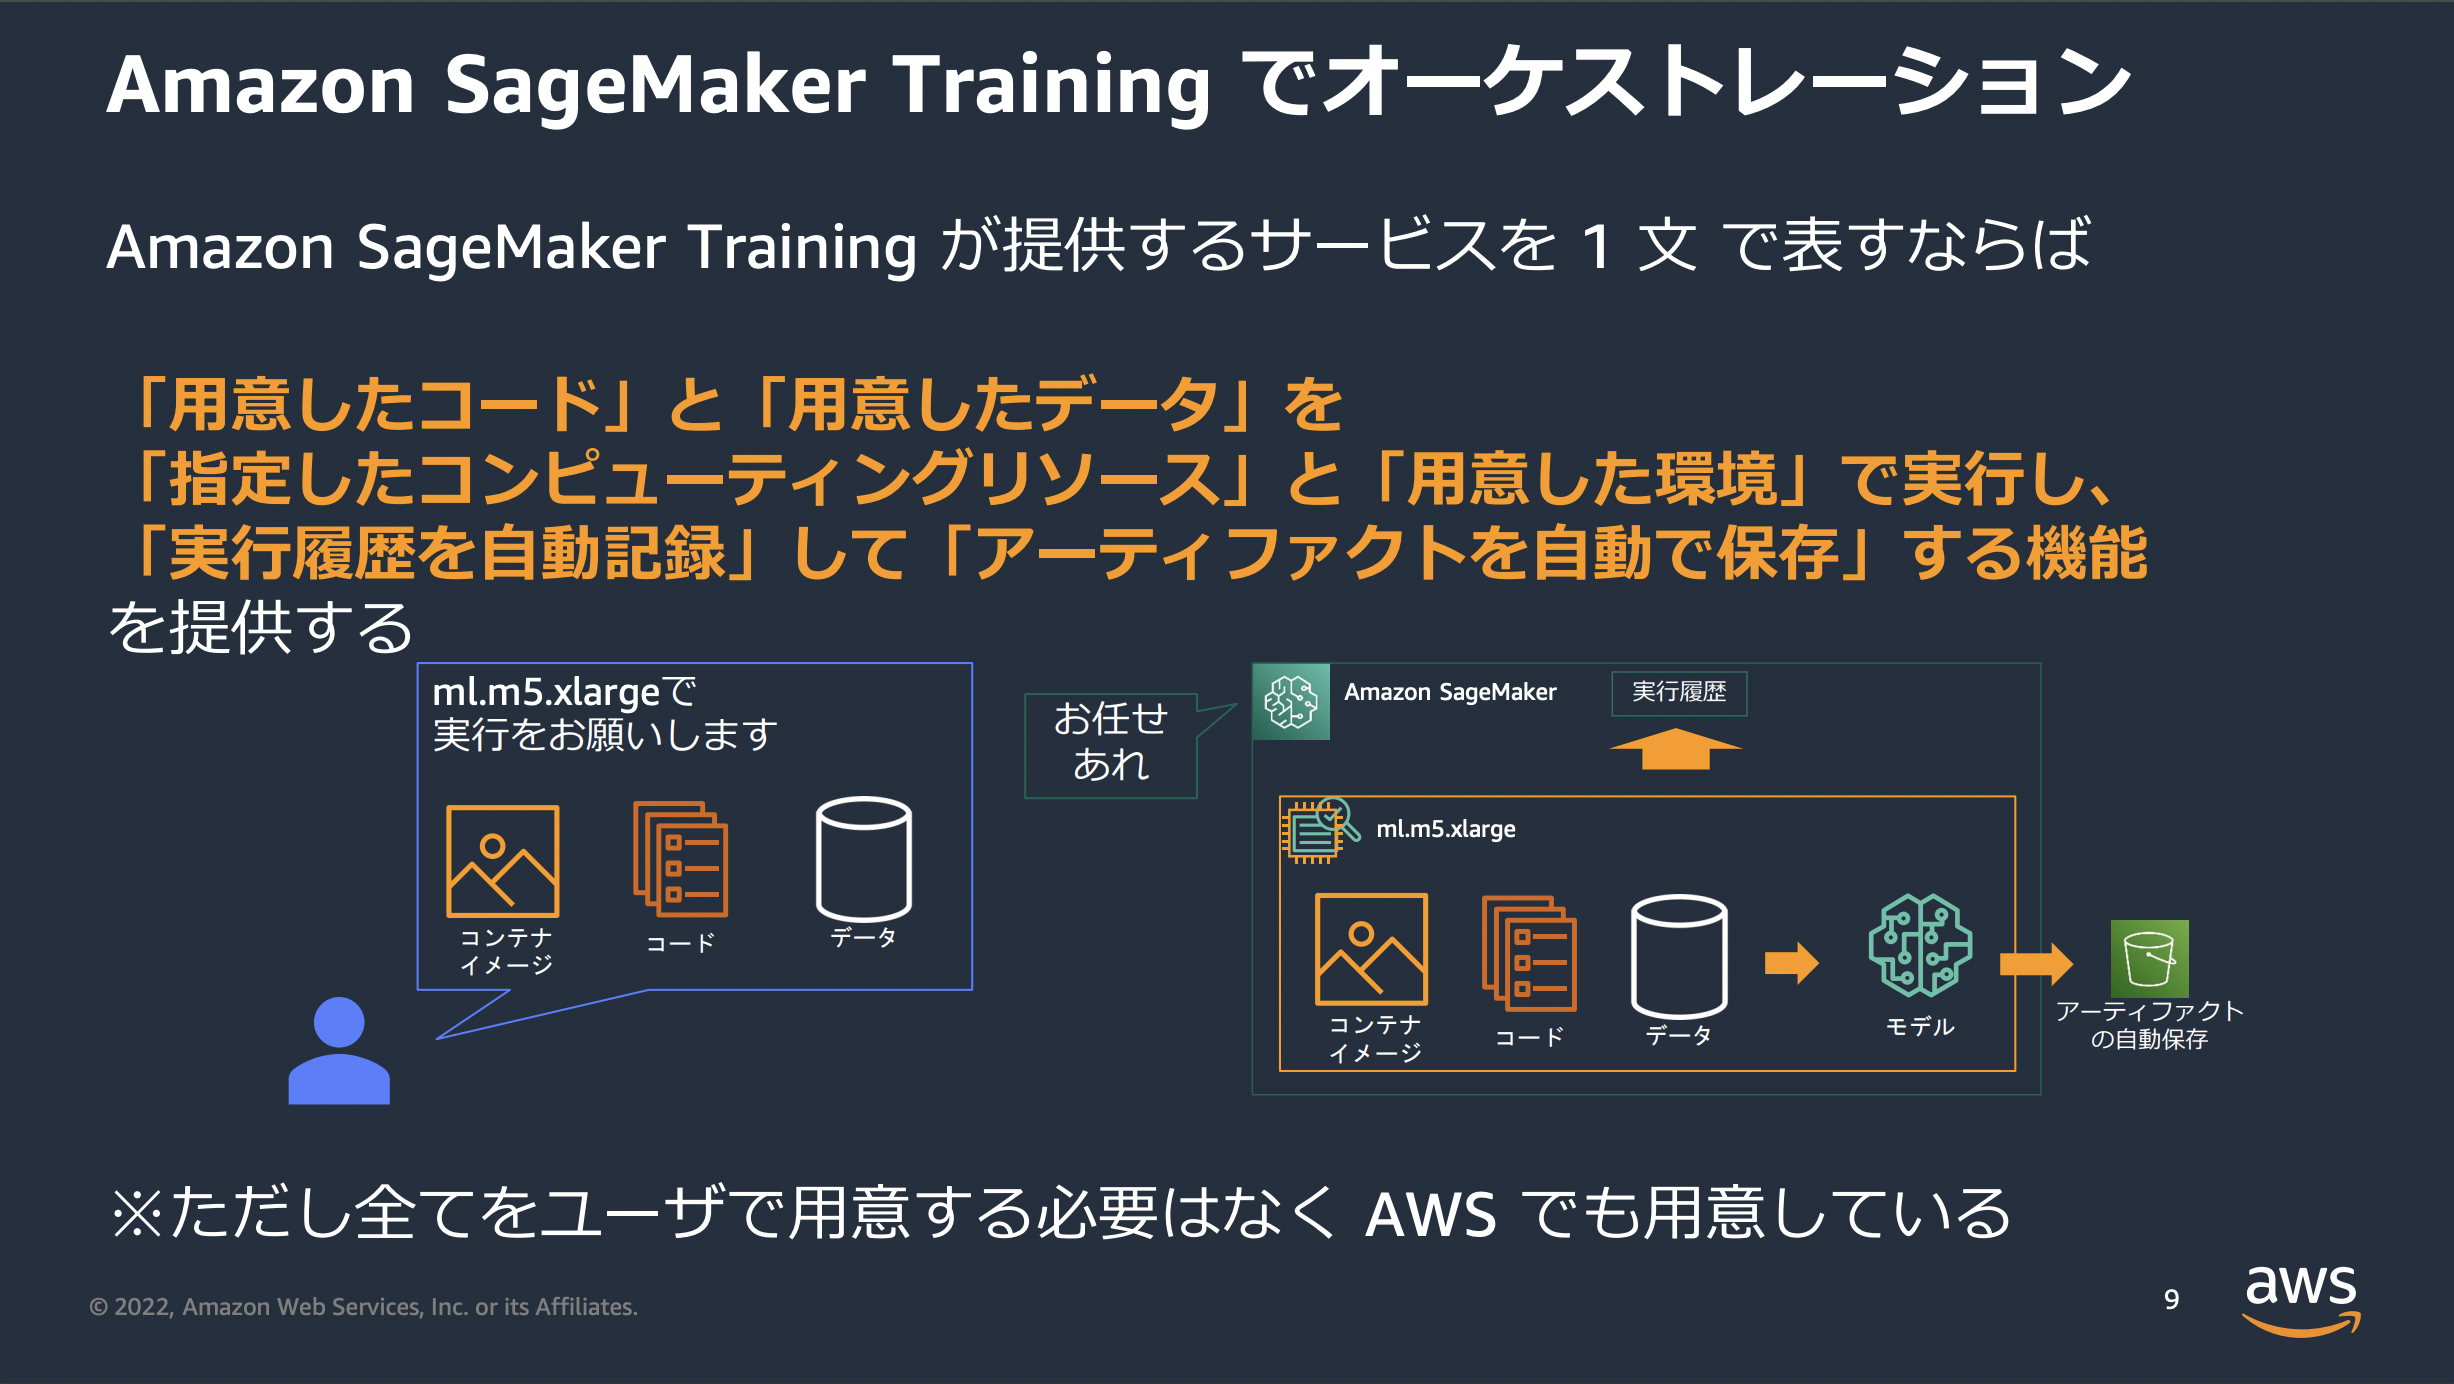 Amazon SageMaker Training でオーケストレーション
Amazon SageMaker Training が提供するサービスを 1 文 で表すならば
「用意したコード」と「用意したデータ」を
「指定したコンピューティングリソース」と「用意した環境」で実行し、
「実行履歴を自動記録」して「アーティファクトを自動で保存」する機能
を提供する
ml.m5.xlargeで
実行をお願いします
コンテナ
イメージ
コード
データ
お任せ
あれ
Amazon SageMaker
実行履歴
ml.m5.xlarge
コンテナ
イメージ
コード
データ
モデル
アーティファクト
の自動保存
※ただし全てをユーザで用意する必要はなく AWS でも用意している
© 2022, Amazon Web Services, Inc. or its Affiliates.
9
aws